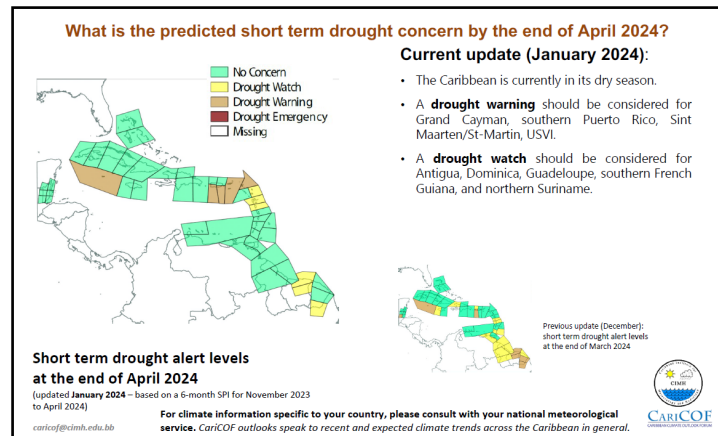 What is the predicted short term drought concern by the end of April 2024?
No Concern
Drought Watch
Drought Warning
Drought Emergency
Missing
Current update (January 2024):
• The Caribbean is currently in its dry season.
• A drought warning should be considered for
Grand Cayman, southern Puerto Rico, Sint
Maarten/St-Martin, USVI.
• A drought watch should be considered for
Antigua, Dominica, Guadeloupe, southern French
Guiana, and northern Suriname.
Previous update (December):
short term drought alert levels
at the end of March 2024
Short term drought alert levels
at the end of April 2024
(updated January 2024 – based on a 6-month SPI for November 2023
to April 2024)
caricof@cimh.edu.bb
For climate information specific to your country, please consult with your national meteorological
service. CariCOF outlooks speak to recent and expected climate trends across the Caribbean in general.
CIMH
CARICOF
CARIBBEAN CLIMATE OUTLOOK FORUM